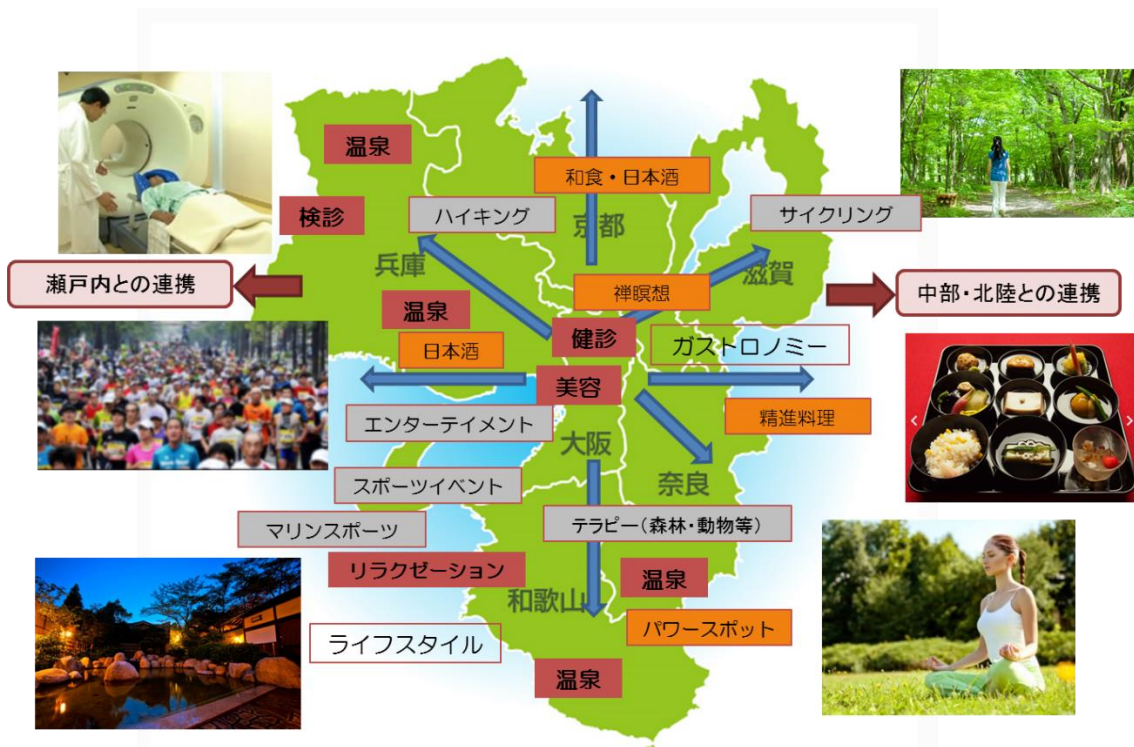 温泉
和食・日本酒
検診
ハイキング
京都
サイクリング
兵庫
滋賀
瀬戸内との連携
禅瞑想
中部・北陸との連携
温泉
健診
日本酒
ガストロノミー
美容
エンターテイメント
精進料理
大阪
スポーツイベント
奈良
マリンスポーツ
テラピー(森林・動物等)
リラクゼーション
温泉
和歌山
ライフスタイル
パワースポット
温泉